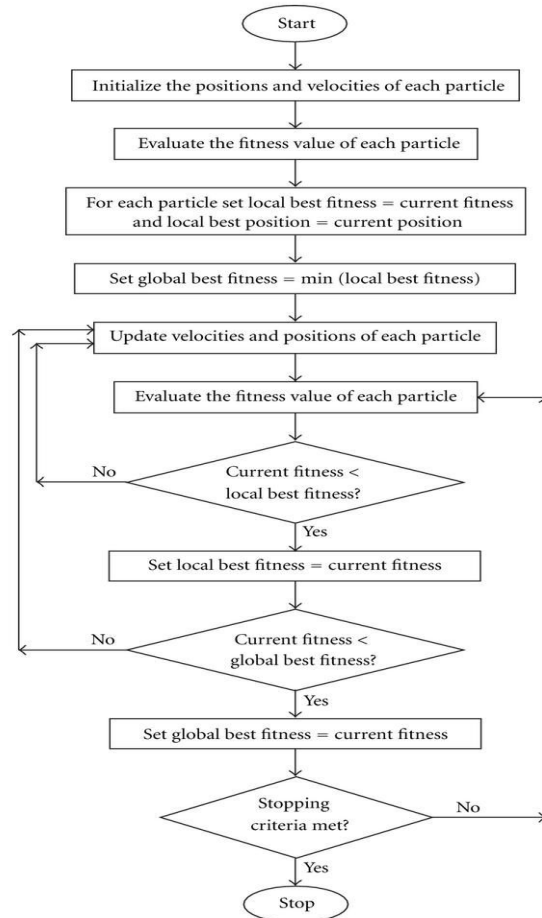 Start
Initialize the positions and velocities of each particle
Evaluate the fitness value of each particle
For each particle set local best fitness = current fitness
and local best position = current position
Set global best fitness = min (local best fitness)
Update velocities and positions of each particle
Evaluate the fitness value of each particle
No
Current fitness <
local best fitness?
Yes
Set local best fitness = current fitness
No
Current fitness <
global best fitness?
Yes
Set global best fitness = current fitness
Stopping
criteria met?
No
Yes
Stop